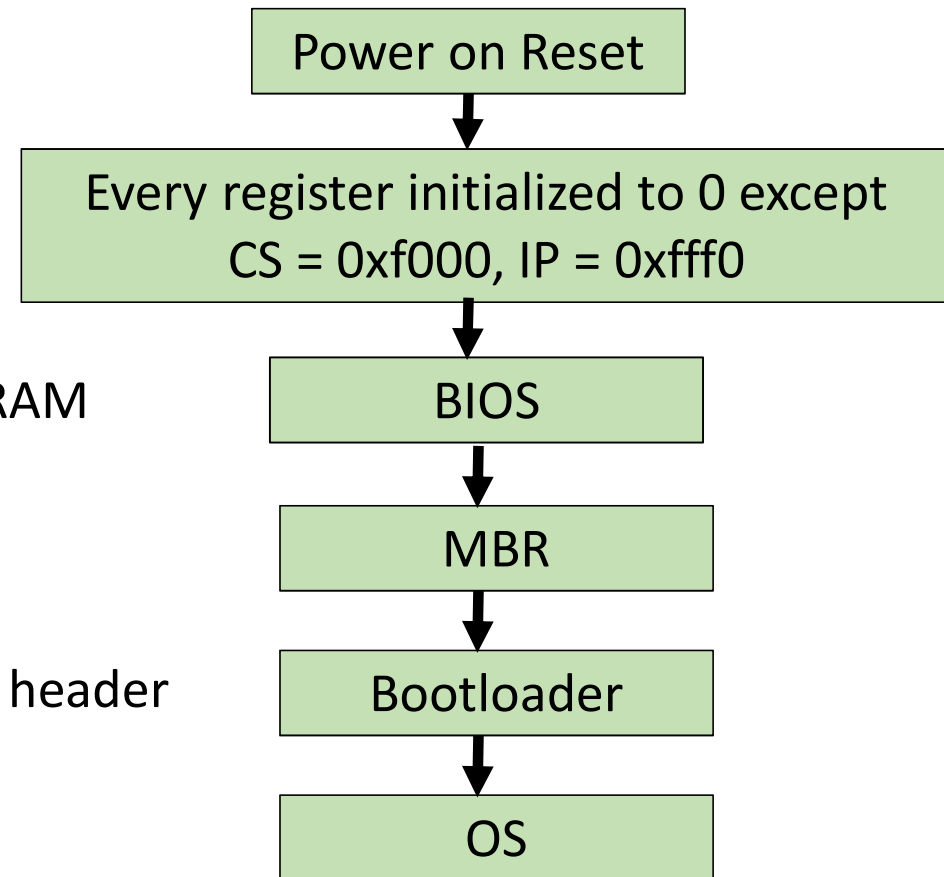 Power on Reset
Every register initialized to 0 except
CS = 0xf000, IP = 0xfff0
RAM
BIOS
MBR
header
Bootloader
OS